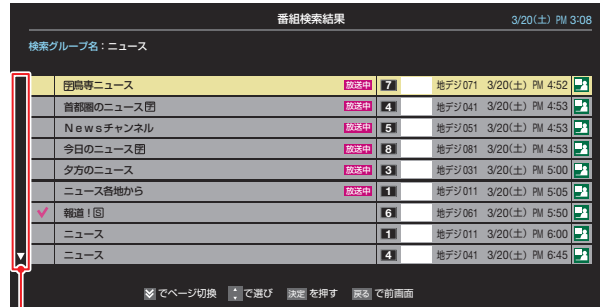 番組検索結果 3/20(土) PM 3:08
検索グループ名:ニュース
🈑島専ニュース 放送中 7 地デジ071 3/20(土) PM 4:52
首都圏のニュース🈑 放送中 4 地デジ041 3/20(土) PM 4:53
Newsチャンネル 放送中 5 地デジ051 3/20(土) PM 4:53
今日のニュース🈑 放送中 8 地デジ081 3/20(土) PM 4:53
夕方のニュース 放送中 3 地デジ031 3/20(土) PM 5:00
ニュース各地から 放送中 1 地デジ011 3/20(土) PM 5:05
報道!🅂 6 地デジ061 3/20(土) PM 5:50
ニュース 1 地デジ011 3/20(土) PM 6:00
ニュース 4 地デジ041 3/20(土) PM 6:45
でページ切換 で選び 決定 を押す 戻る で前画面